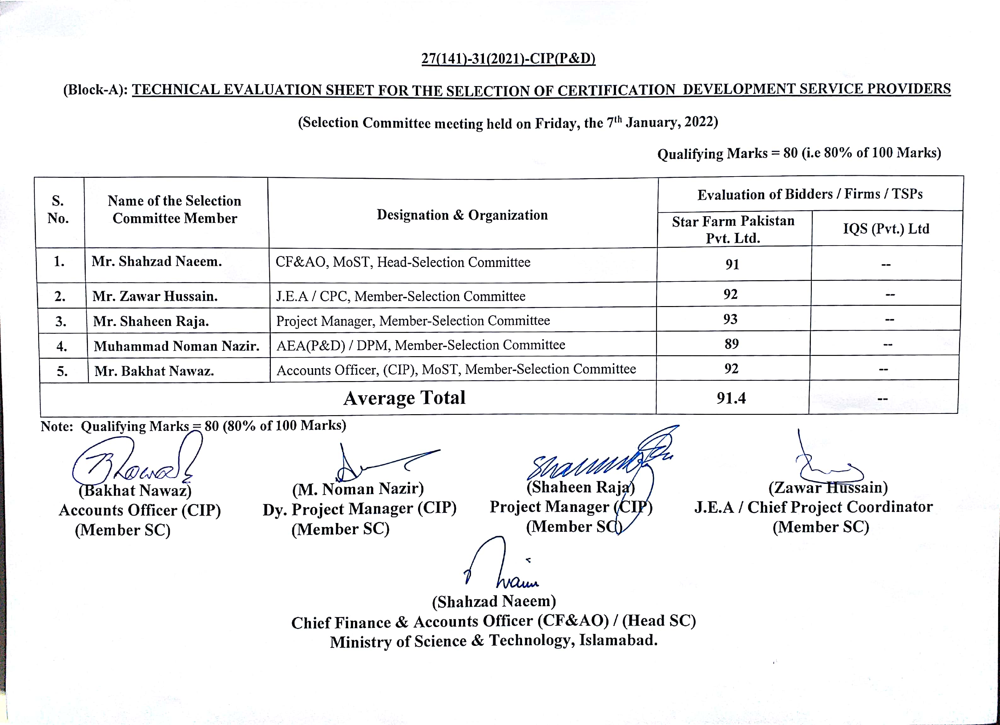 27(141)-31(2021)-CIP(P&D)
(Block-A): TECHNICAL EVALUATION SHEET FOR THE SELECTION OF CERTIFICATION DEVELOPMENT SERVICE PROVIDERS
(Selection Committee meeting held on Friday, the 7th January, 2022)
Qualifying Marks = 80 (i.e 80% of 100 Marks)
S. No. Name of the Selection Committee Member Designation & Organization Evaluation of Bidders / Firms / TSPs
Star Farm Pakistan Pvt. Ltd. IQS (Pvt.) Ltd
1. Mr. Shahzad Naeem. CF&AO, MoST, Head-Selection Committee 91 --
2. Mr. Zawar Hussain. J.E.A / CPC, Member-Selection Committee 92 --
3. Mr. Shaheen Raja. Project Manager, Member-Selection Committee 93 --
4. Muhammad Noman Nazir. AEA(P&D) / DPM, Member-Selection Committee 89 --
5. Mr. Bakhat Nawaz. Accounts Officer, (CIP), MoST, Member-Selection Committee 92 --
Average Total 91.4 --
Note: Qualifying Marks = 80 (80% of 100 Marks)
(Bakhat Nawaz) (M. Noman Nazir) (Shaheen Raja) (Zawar Hussain)
Accounts Officer (CIP) Dy. Project Manager (CIP) Project Manager (CIP) J.E.A / Chief Project Coordinator
(Member SC) (Member SC) (Member SC) (Member SC)
(Shahzad Naeem)
Chief Finance & Accounts Officer (CF&AO) / (Head SC)
Ministry of Science & Technology, Islamabad.